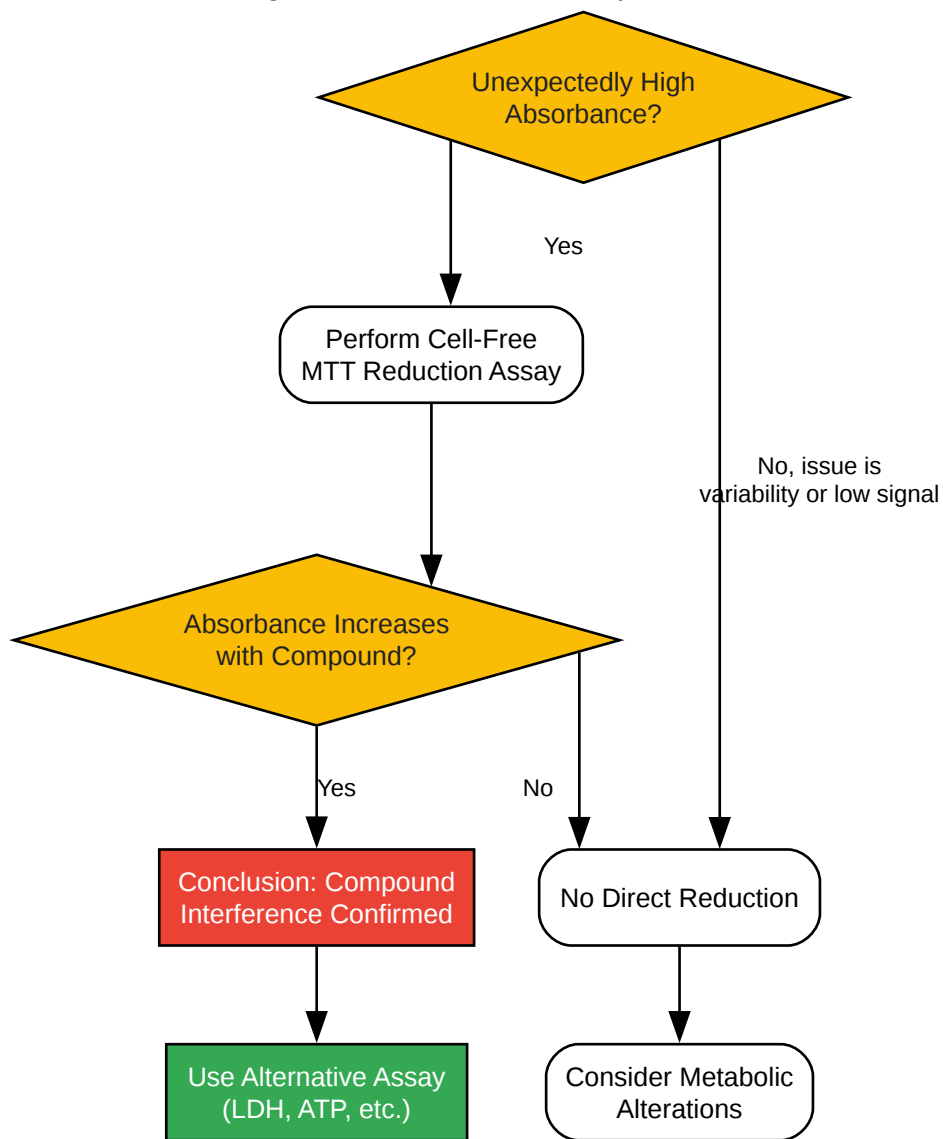 Unexpectedly High
Absorbance?
Yes
Perform Cell-Free
MTT Reduction Assay
No, issue is
variability or low signal
Absorbance Increases
with Compound?
Yes
No
Conclusion: Compound
Interference Confirmed
No Direct Reduction
Use Alternative Assay
(LDH, ATP, etc.)
Consider Metabolic
Alterations